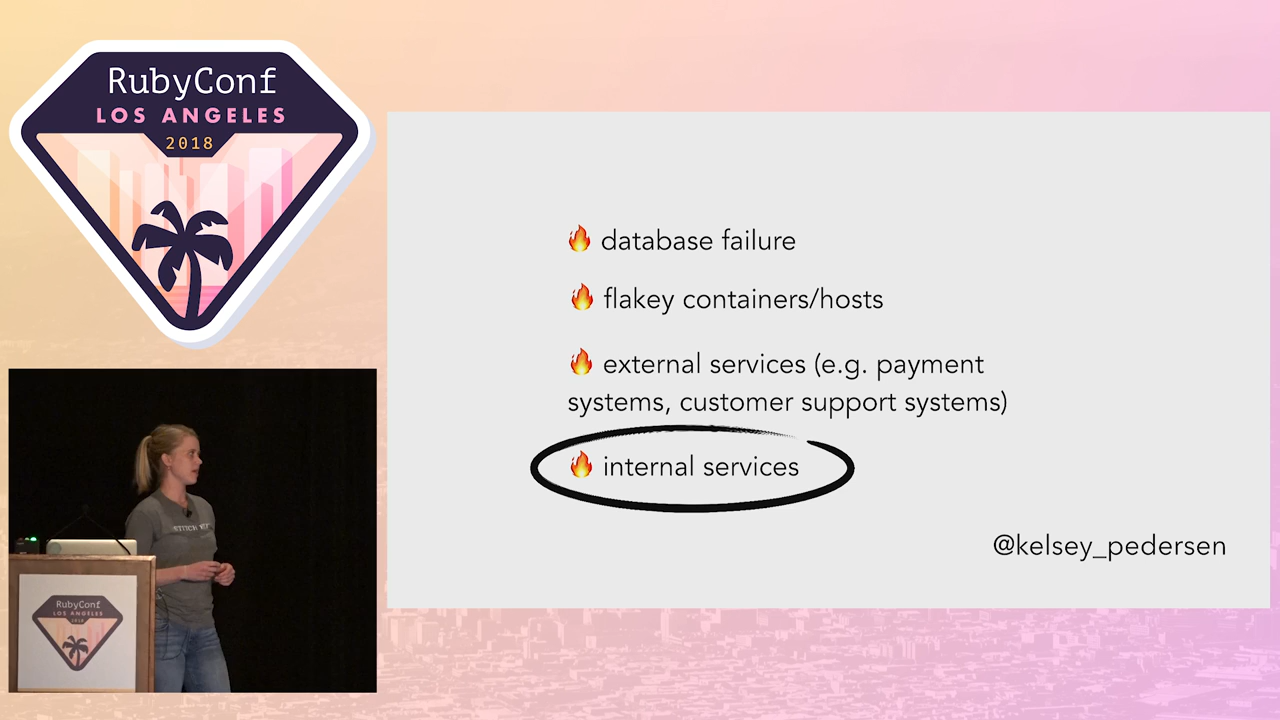 RubyConf
LOS ANGELES
2018
🔥 database failure
🔥 flakey containers/hosts
🔥 external services (e.g. payment
systems, customer support systems)
🔥 internal services
@kelsey_pedersen
RubyConf
LOS ANGELES
2018